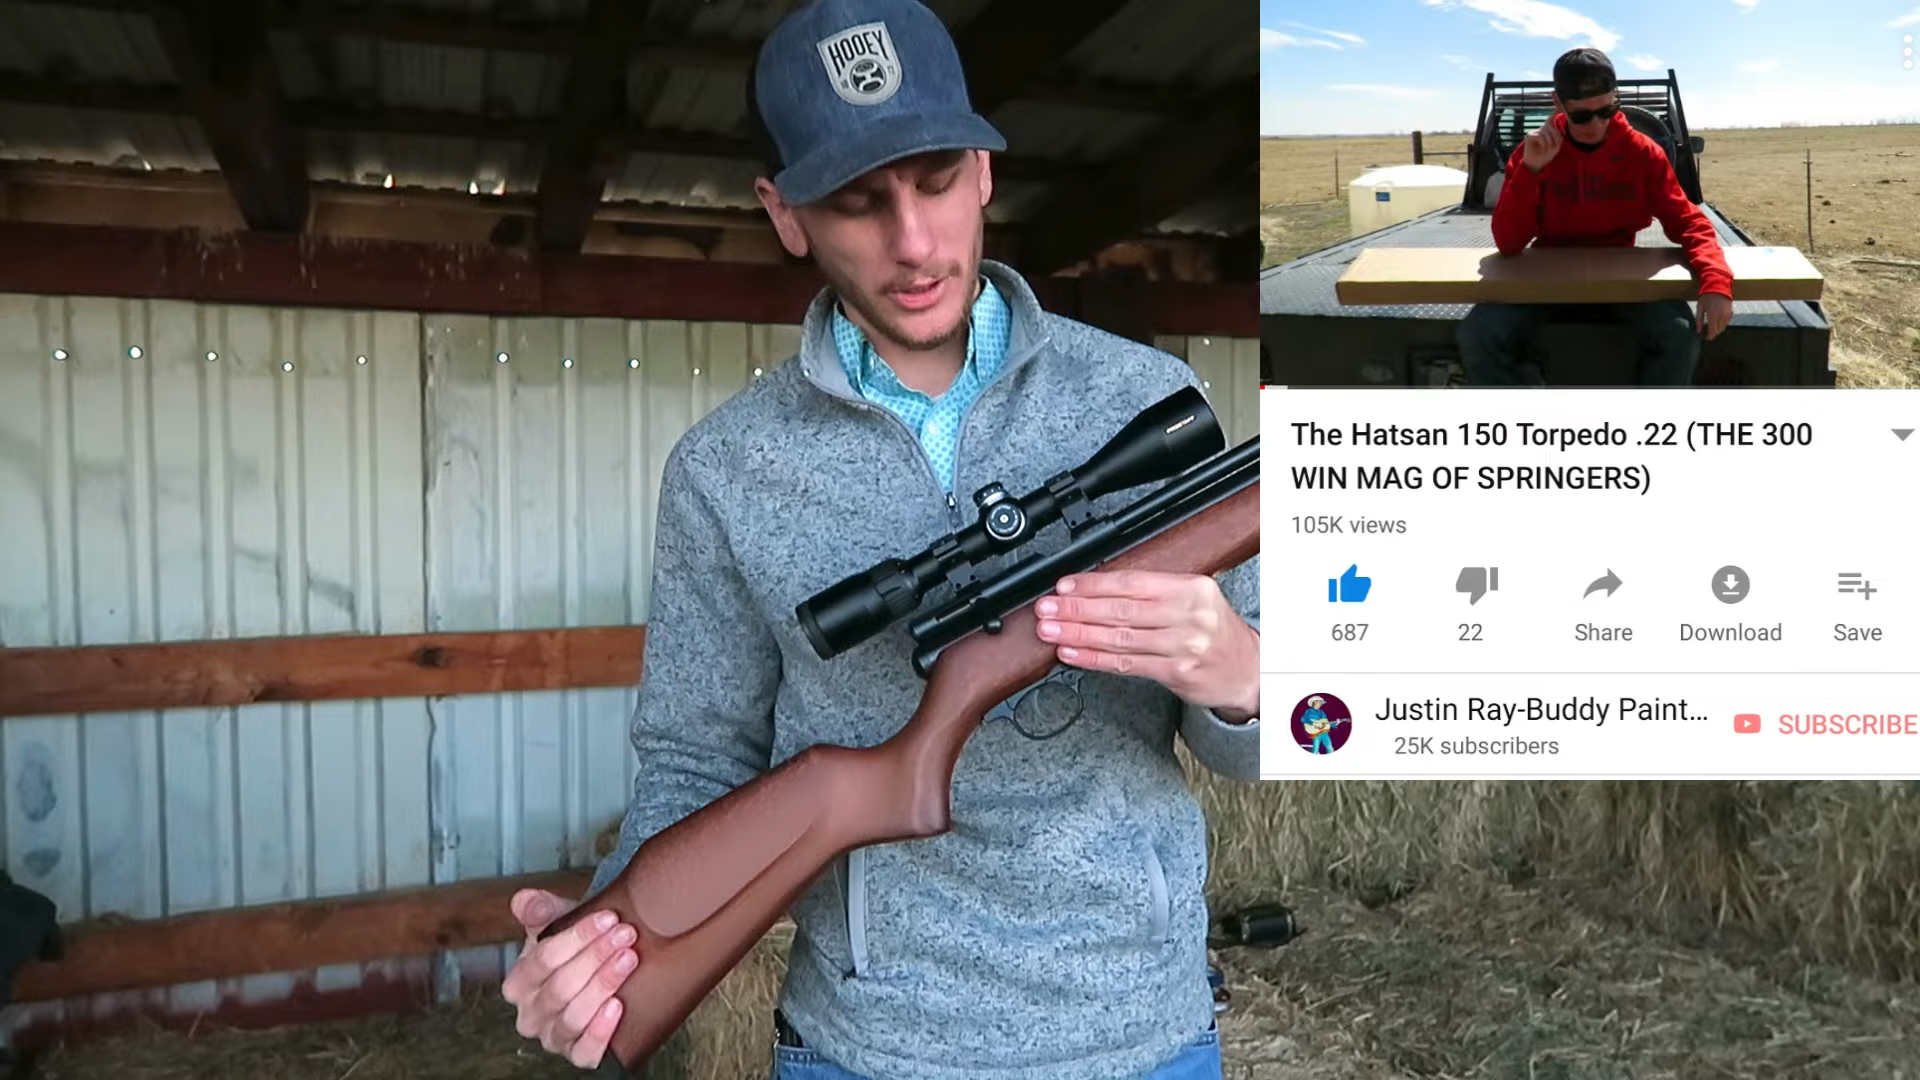 HOOEY
The Hatsan 150 Torpedo .22 (THE 300
WIN MAG OF SPRINGERS)
105K views
687
22
Share
Download
Save
Justin Ray-Buddy Paint...
SUBSCRIBE
25K subscribers